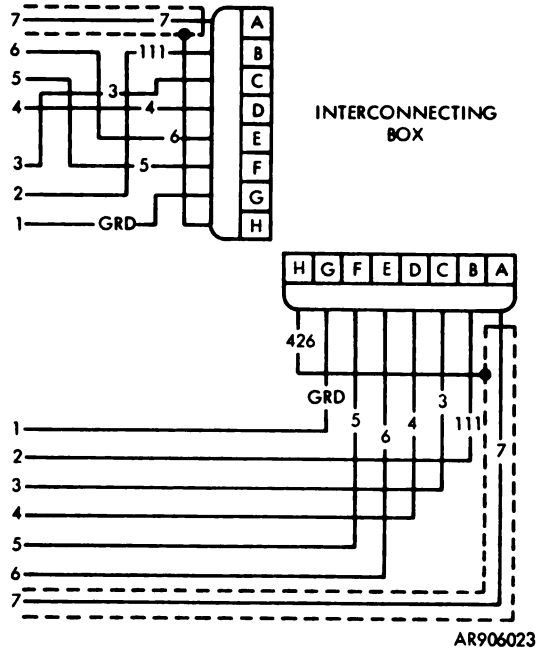 7 7 A
6 111 B
5 C
3
4 4 D
6 E
3 5 F
2 G
1 GRD H
INTERCONNECTING
BOX
H G F E D C B A
426
GRD 5 6 4 3 111 7
1
2
3
4
5
6
7
AR906023